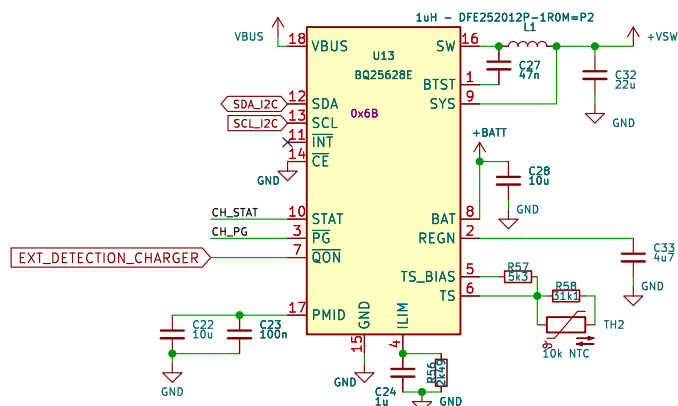 1uH - DFE252012P-1R0M=P2
L1
VBUS
18
VBUS
U13
BQ25628E
0x6B
SW
16
+VSW
C27
47n
C32
22u
GND
BTST
1
SYS
9
SDA_I2C
12
SDA
SCL_I2C
13
SCL
11
INT
14
CE
GND
+BATT
C28
10u
GND
CH_STAT
10
STAT
BAT
8
CH_PG
3
PG
REGN
2
EXT_DETECTION_CHARGER
7
QON
C33
4u7
GND
TS_BIAS
5
R57
5k3
TS
6
R58
31k1
TH2
10k NTC
17
PMID
C22
10u
C23
100n
GND
GND
15
GND
ILIM
4
C24
1u
R56
2k49
GND